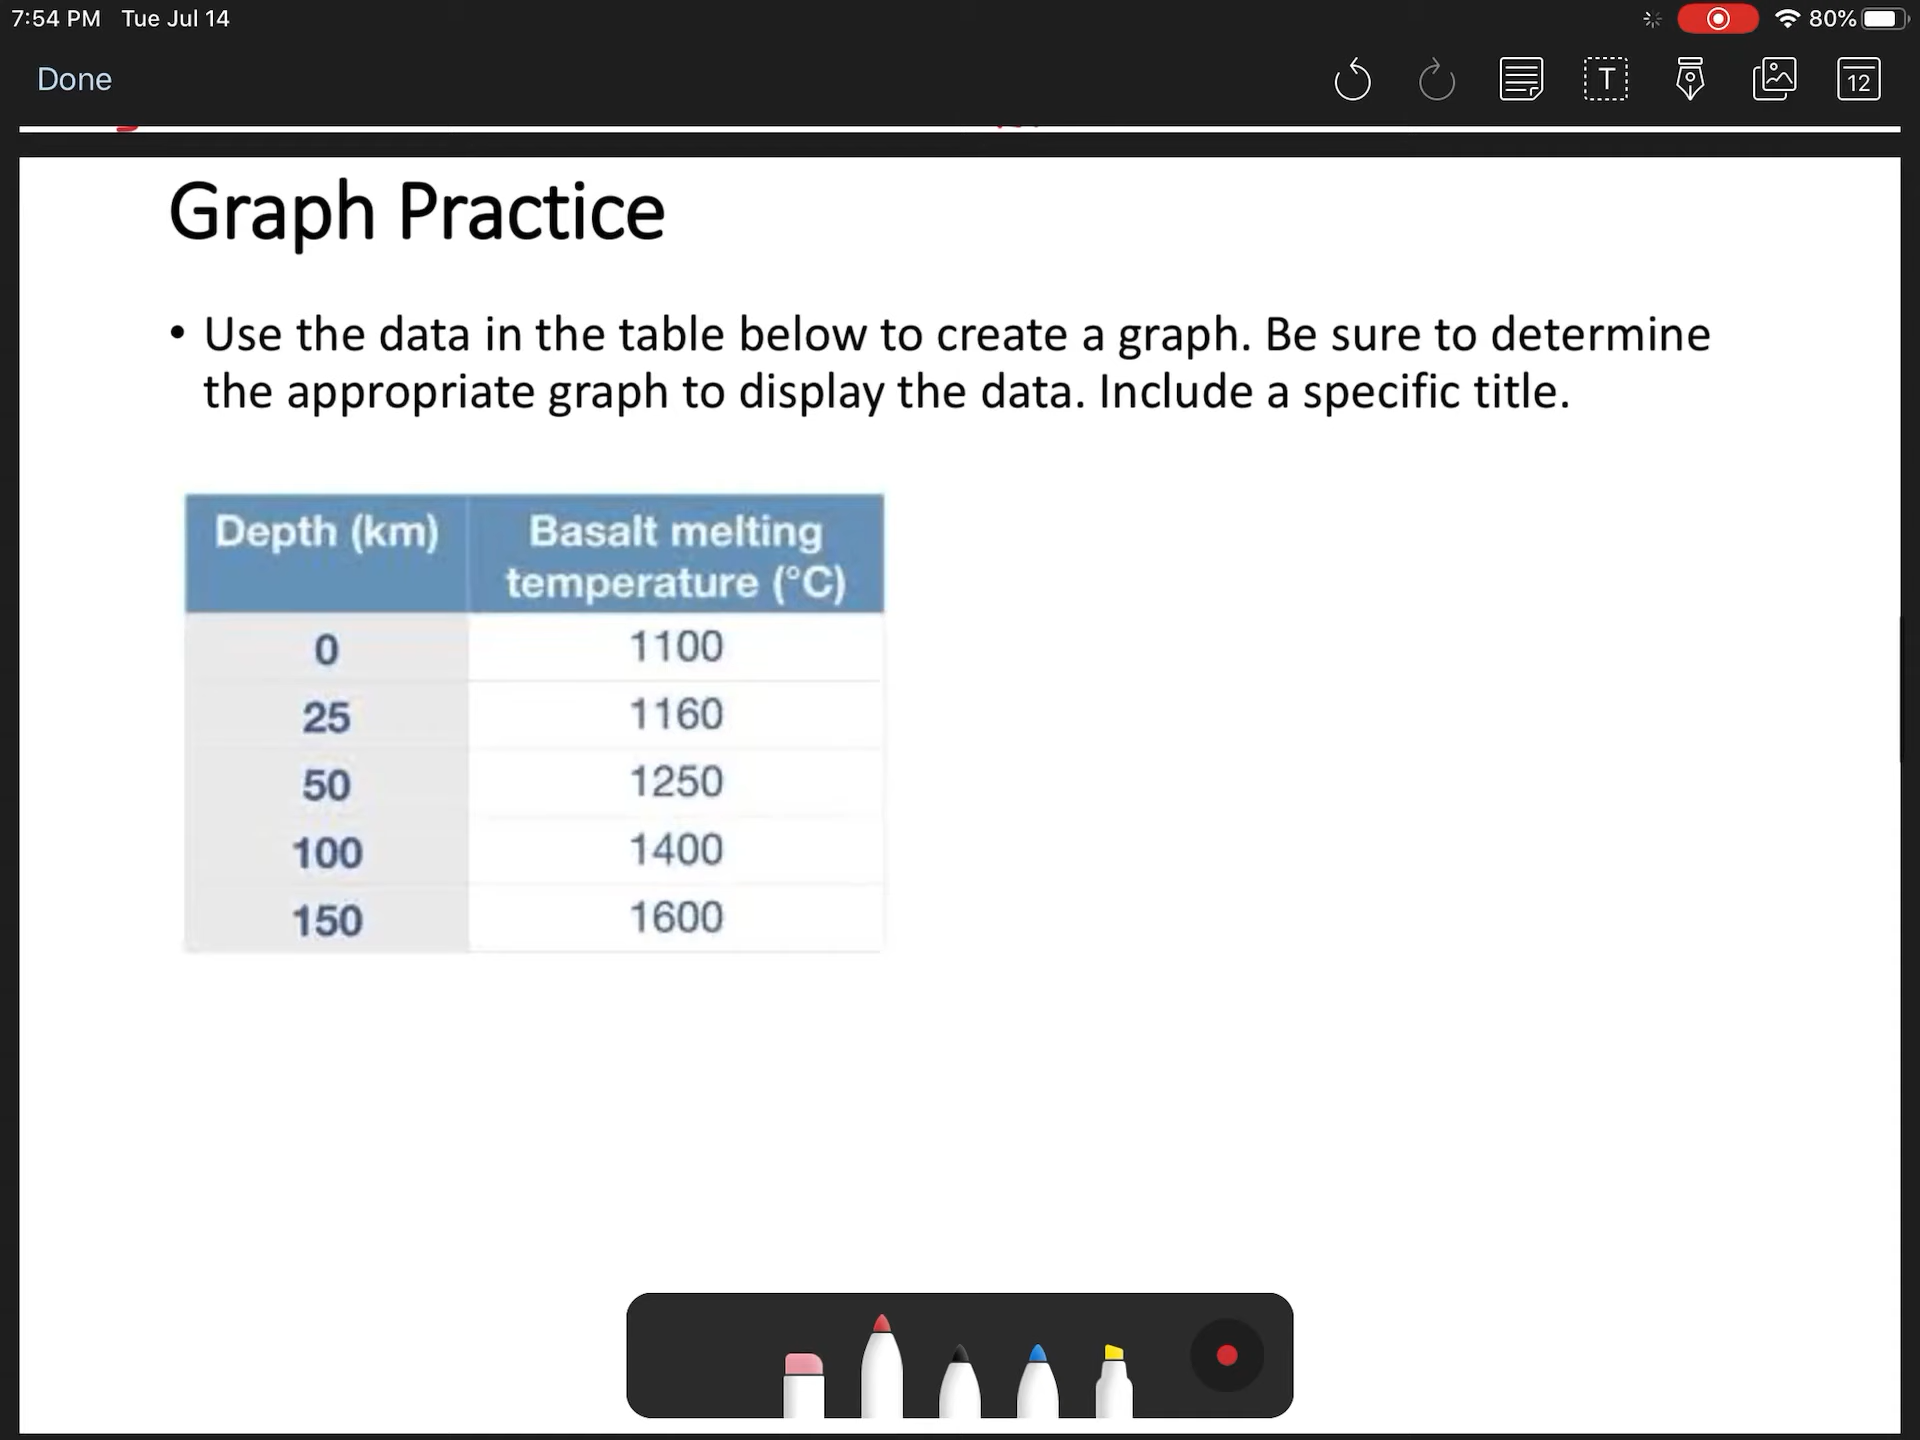 7:54 PM Tue Jul 14
80%
Done
T
12
Graph Practice
• Use the data in the table below to create a graph. Be sure to determine
the appropriate graph to display the data. Include a specific title.
Depth (km) Basalt melting
temperature (°C)
0 1100
25 1160
50 1250
100 1400
150 1600